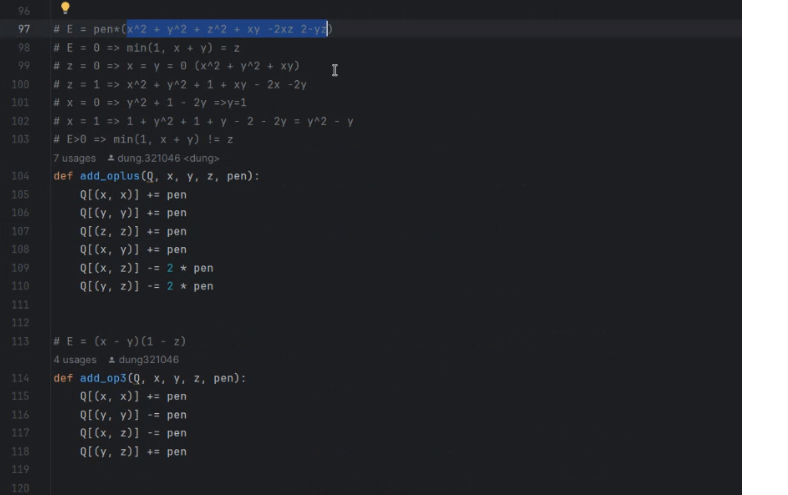 96
97 # E = pen*(x^2 + y^2 + z^2 + xy -2xz 2-yz)
98 # E = 0 => min(1, x + y) = z
99 # z = 0 => x = y = 0 (x^2 + y^2 + xy)
100 # z = 1 => x^2 + y^2 + 1 + xy - 2x -2y
101 # x = 0 => y^2 + 1 - 2y =>y=1
102 # x = 1 => 1 + y^2 + 1 + y - 2 - 2y = y^2 - y
103 # E>0 => min(1, x + y) != z
7 usages dung.321046 <dung>
104 def add_oplus(Q, x, y, z, pen):
105 Q[(x, x)] += pen
106 Q[(y, y)] += pen
107 Q[(z, z)] += pen
108 Q[(x, y)] += pen
109 Q[(x, z)] -= 2 * pen
110 Q[(y, z)] -= 2 * pen
111
112
113 # E = (x - y)(1 - z)
4 usages dung321046
114 def add_op3(Q, x, y, z, pen):
115 Q[(x, x)] += pen
116 Q[(y, y)] -= pen
117 Q[(x, z)] -= pen
118 Q[(y, z)] += pen
119
120